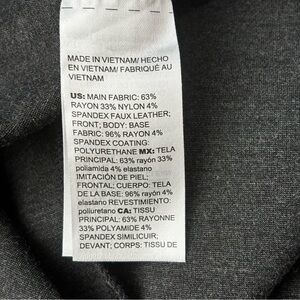 MADE IN VIETNAM/ HECHO
EN VIETNAM/ FABRIQUÉ AU
VIETNAM
US: MAIN FABRIC: 63%
RAYON 33% NYLON 4%
SPANDEX FAUX LEATHER;
FRONT; BODY: BASE
FABRIC: 96% RAYON 4%
SPANDEX COATING:
POLYURETHANE MX: TELA
PRINCIPAL: 63% rayón 33%
poliamida 4% elastano
IMITACIÓN DE PIEL;
FRONTAL; CUERPO: TELA
DE LA BASE: 96% rayón 4%
elastano REVESTIMIENTO:
poliuretano CA: TISSU
PRINCIPAL: 63% RAYONNE
33% POLYAMIDE 4%
SPANDEX SIMILICUIR;
DEVANT; CORPS: TISSU DE